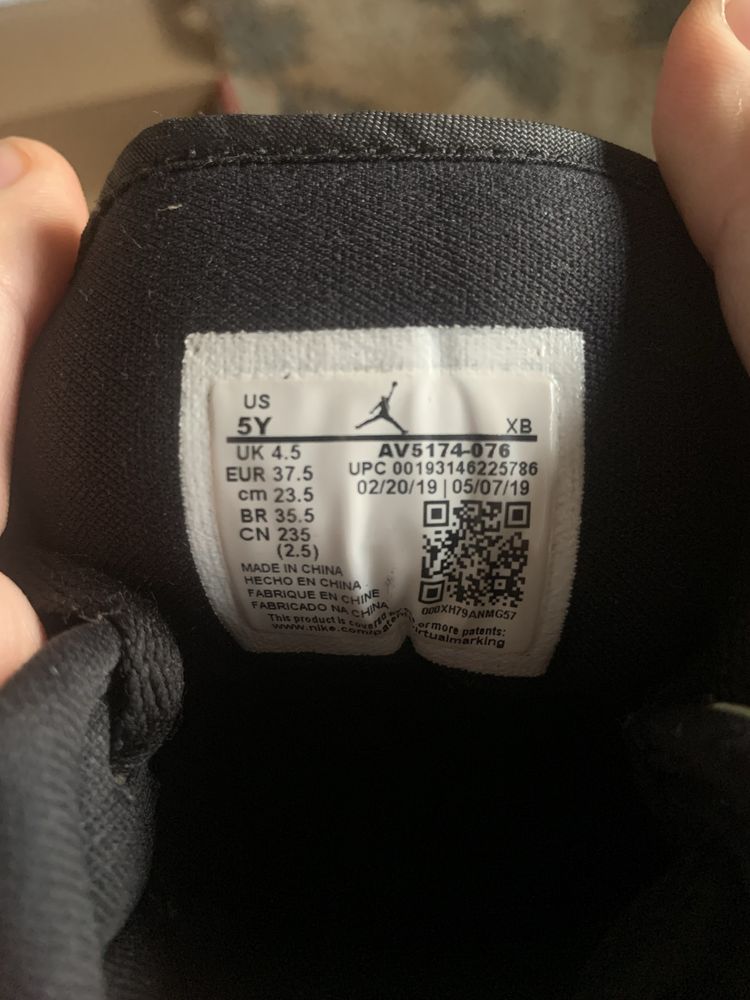 US
5Y XB
UK 4.5 AV5174-076
EUR 37.5 UPC 00193146225786
cm 23.5 02/20/19 | 05/07/19
BR 35.5
CN 235
(2.5)
MADE IN CHINA
HECHO EN CHINA
FABRIQUE EN CHINE
FABRICADO NA CHINA
000XH79ANMG57
This product is covered or more patents:
www.nike.com/pat virtualmarking